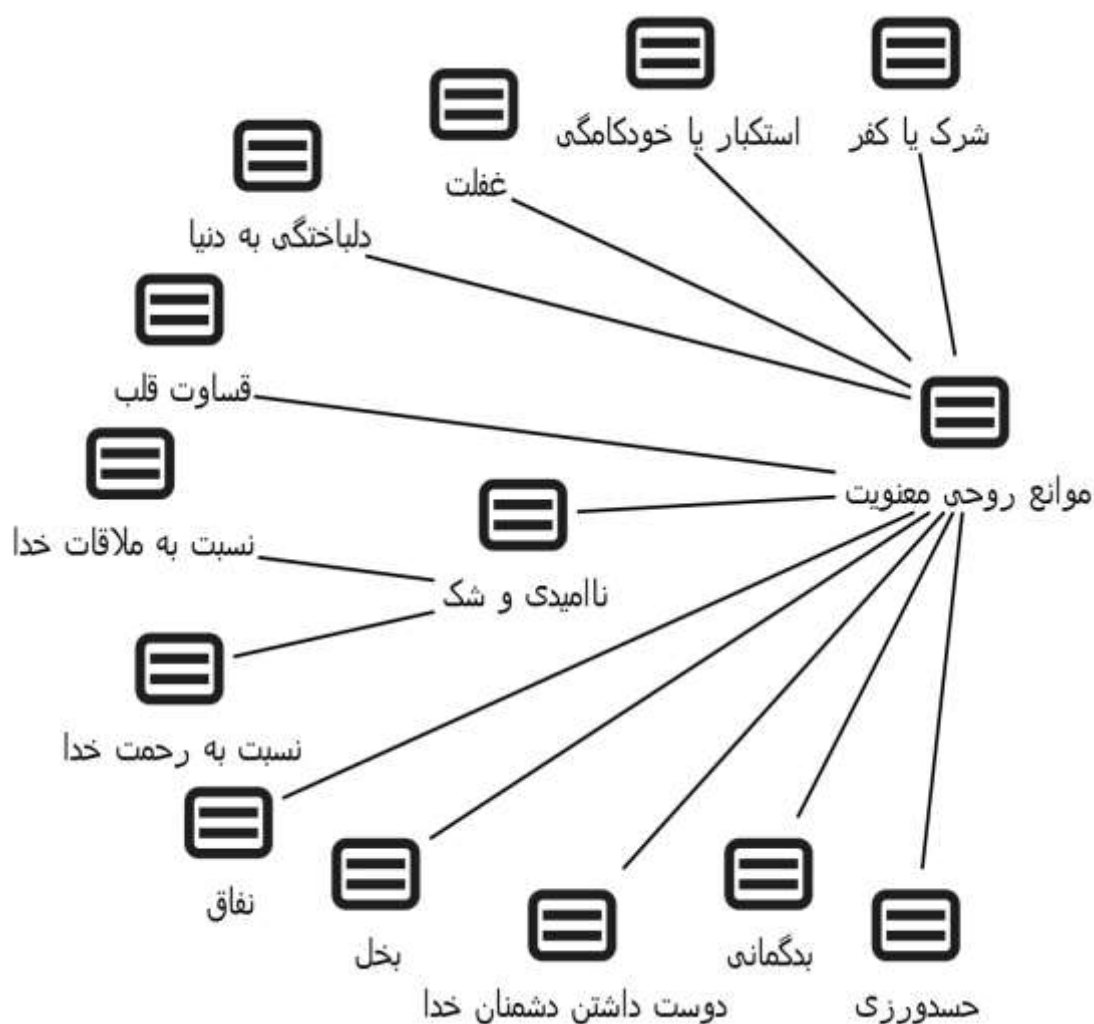 شرک یا کفر
استکبار یا خودکامگی
غفلت
دلباختگی به دنیا
قساوت قلب
موانع روحی معنویت
نسبت به ملاقات خدا
ناامیدی و شک
نسبت به رحمت خدا
نفاق
بخل
دوست داشتن دشمنان خدا
بدگمانی
حسدورزی